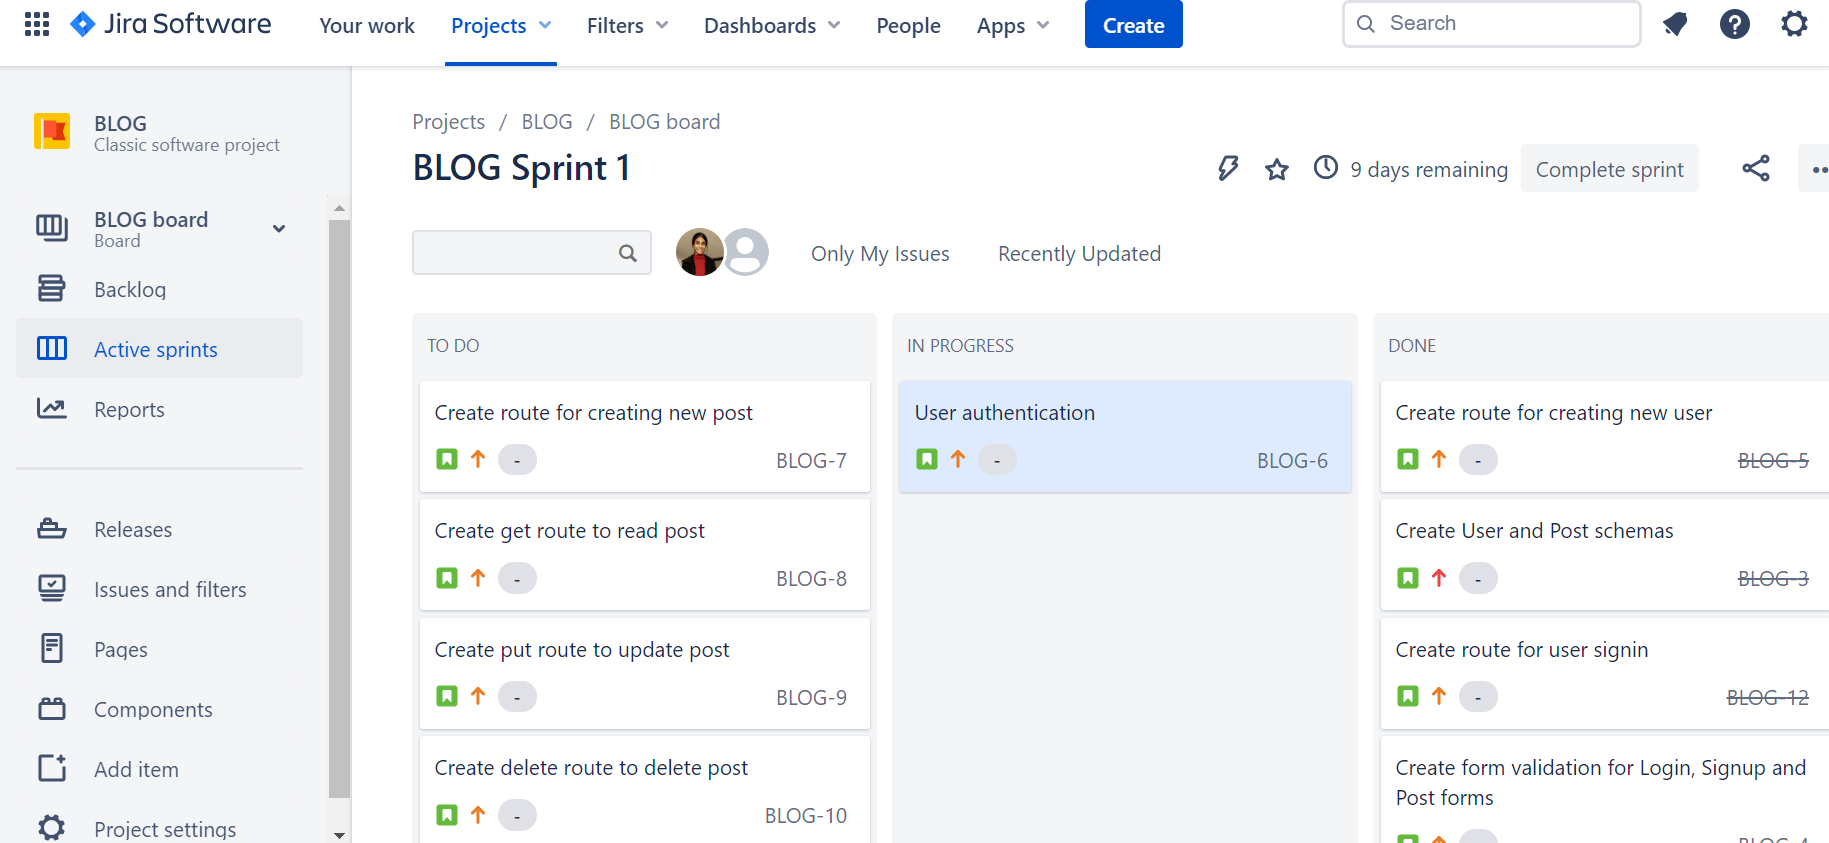 Jira Software
Your work
Projects
Filters
Dashboards
People
Apps
Create
Search
BLOG
Classic software project
BLOG board
Board
Backlog
Active sprints
Reports
Releases
Issues and filters
Pages
Components
Add item
Project settings
Projects / BLOG / BLOG board
BLOG Sprint 1
9 days remaining
Complete sprint
Only My Issues
Recently Updated
TO DO
Create route for creating new post
-
BLOG-7
Create get route to read post
-
BLOG-8
Create put route to update post
-
BLOG-9
Create delete route to delete post
-
BLOG-10
IN PROGRESS
User authentication
-
BLOG-6
DONE
Create route for creating new user
-
BLOG-5
Create User and Post schemas
-
BLOG-3
Create route for user signin
-
BLOG-12
Create form validation for Login, Signup and
Post forms